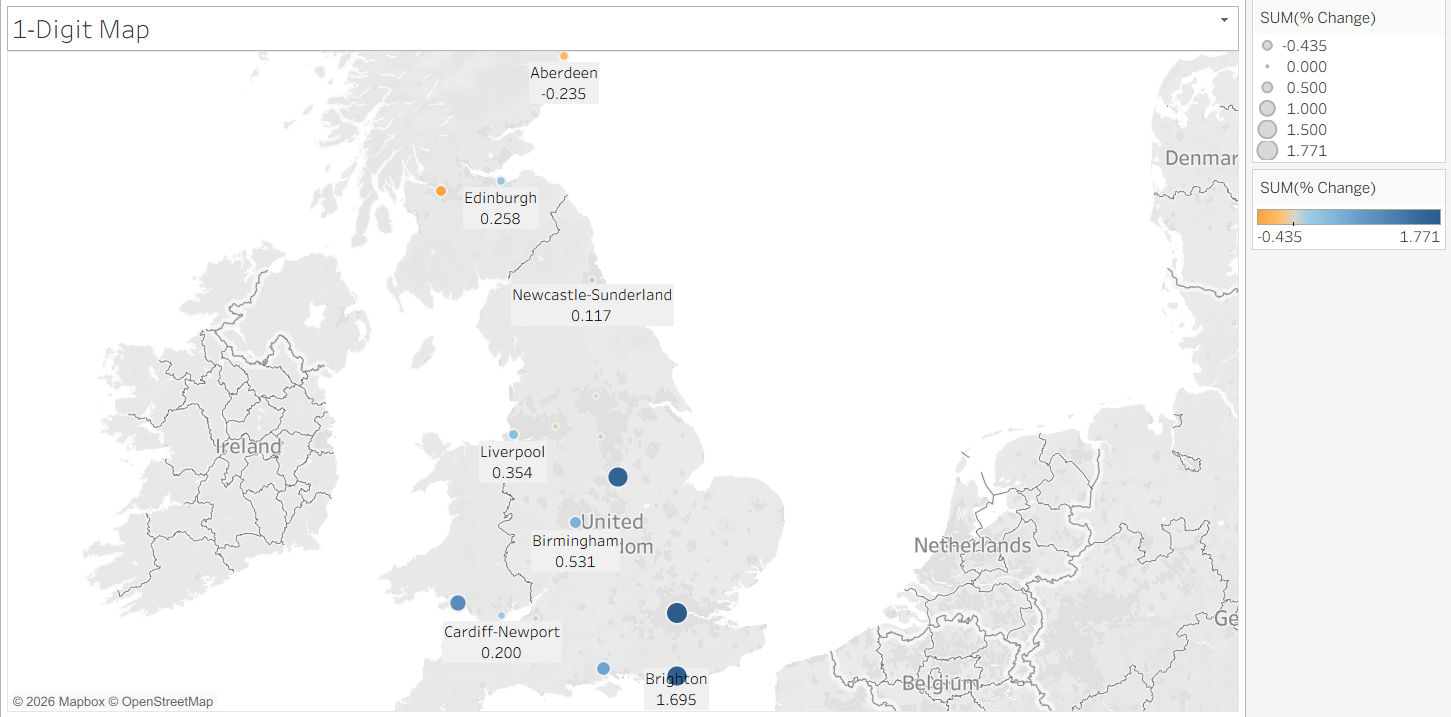 1-Digit Map
Aberdeen
-0.235
Edinburgh
0.258
Newcastle-Sunderland
0.117
Ireland
Liverpool
0.354
United
dom
Birmingham
0.531
Cardiff-Newport
0.200
Brighton
1.695
Denmar
Netherlands
Belgium
Ge
© 2026 Mapbox © OpenStreetMap
SUM(% Change)
-0.435
0.000
0.500
1.000
1.500
1.771
SUM(% Change)
-0.435 1.771